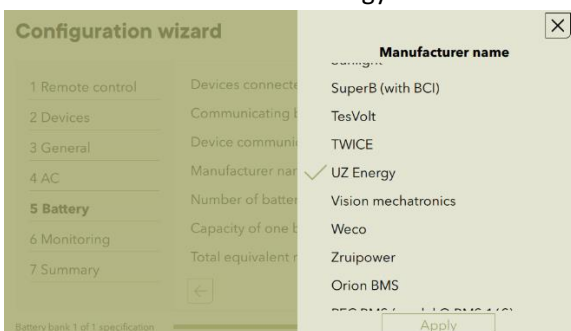 Configuration wizard
1 Remote control
2 Devices
3 General
4 AC
5 Battery
6 Monitoring
7 Summary
Devices connecte
Communicating
Device communi
Manufacturer nar
Number of batter
Capacity of one
Total equivalent
Battery bank 1 of 1 specification
Manufacturer name
SuperB (with BCI)
TesVolt
TWICE
UZ Energy
Vision mechatronics
Weco
Zruipower
Orion BMS
Apply